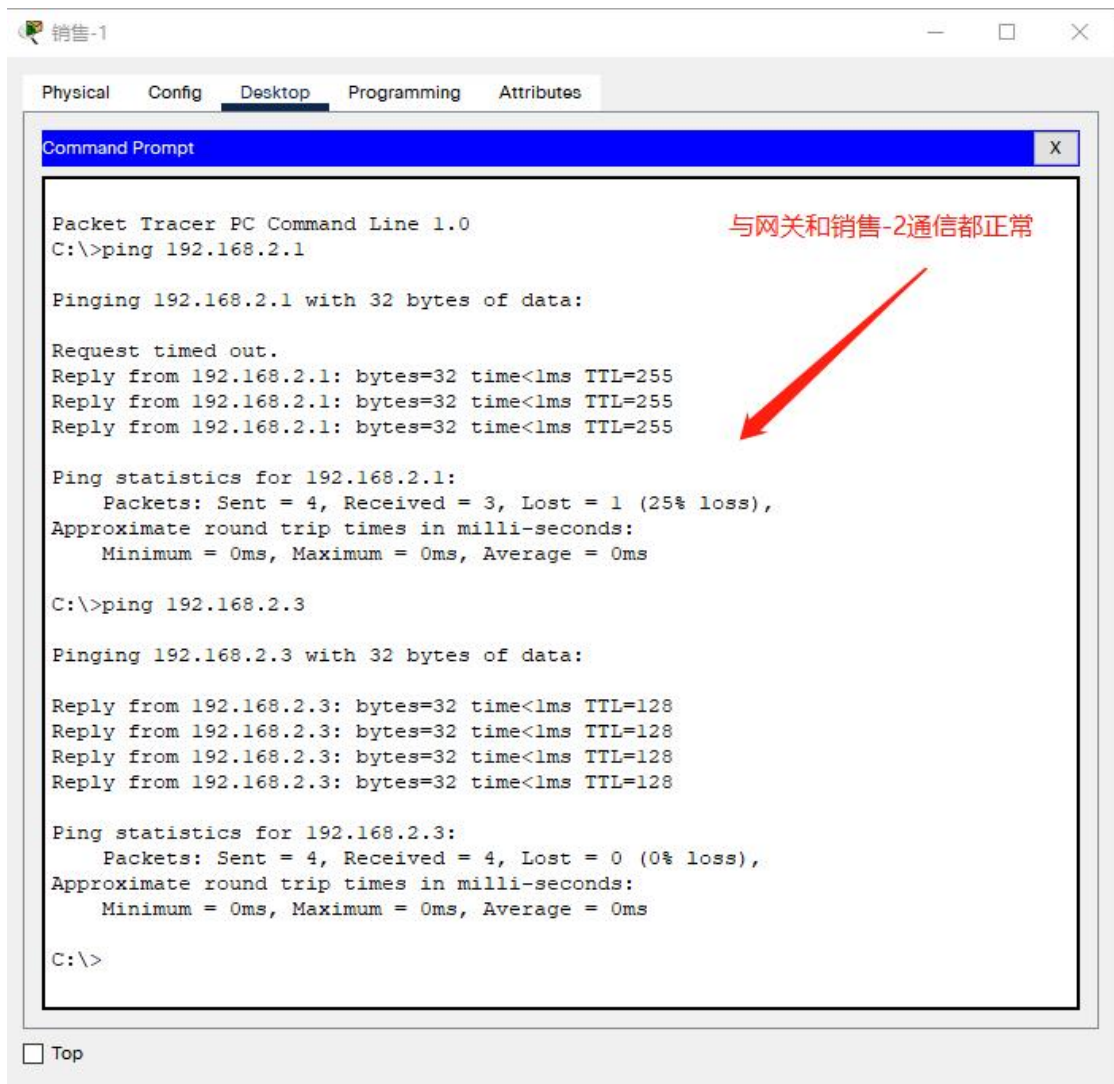 销售-1
Physical Config Desktop Programming Attributes
Command Prompt X
Packet Tracer PC Command Line 1.0
C:\>ping 192.168.2.1
与网关和销售-2通信都正常
Pinging 192.168.2.1 with 32 bytes of data:
Request timed out.
Reply from 192.168.2.1: bytes=32 time<1ms TTL=255
Reply from 192.168.2.1: bytes=32 time<1ms TTL=255
Reply from 192.168.2.1: bytes=32 time<1ms TTL=255
Ping statistics for 192.168.2.1:
Packets: Sent = 4, Received = 3, Lost = 1 (25% loss),
Approximate round trip times in milli-seconds:
Minimum = 0ms, Maximum = 0ms, Average = 0ms
C:\>ping 192.168.2.3
Pinging 192.168.2.3 with 32 bytes of data:
Reply from 192.168.2.3: bytes=32 time<1ms TTL=128
Reply from 192.168.2.3: bytes=32 time<1ms TTL=128
Reply from 192.168.2.3: bytes=32 time<1ms TTL=128
Reply from 192.168.2.3: bytes=32 time<1ms TTL=128
Ping statistics for 192.168.2.3:
Packets: Sent = 4, Received = 4, Lost = 0 (0% loss),
Approximate round trip times in milli-seconds:
Minimum = 0ms, Maximum = 0ms, Average = 0ms
C:\>
Top